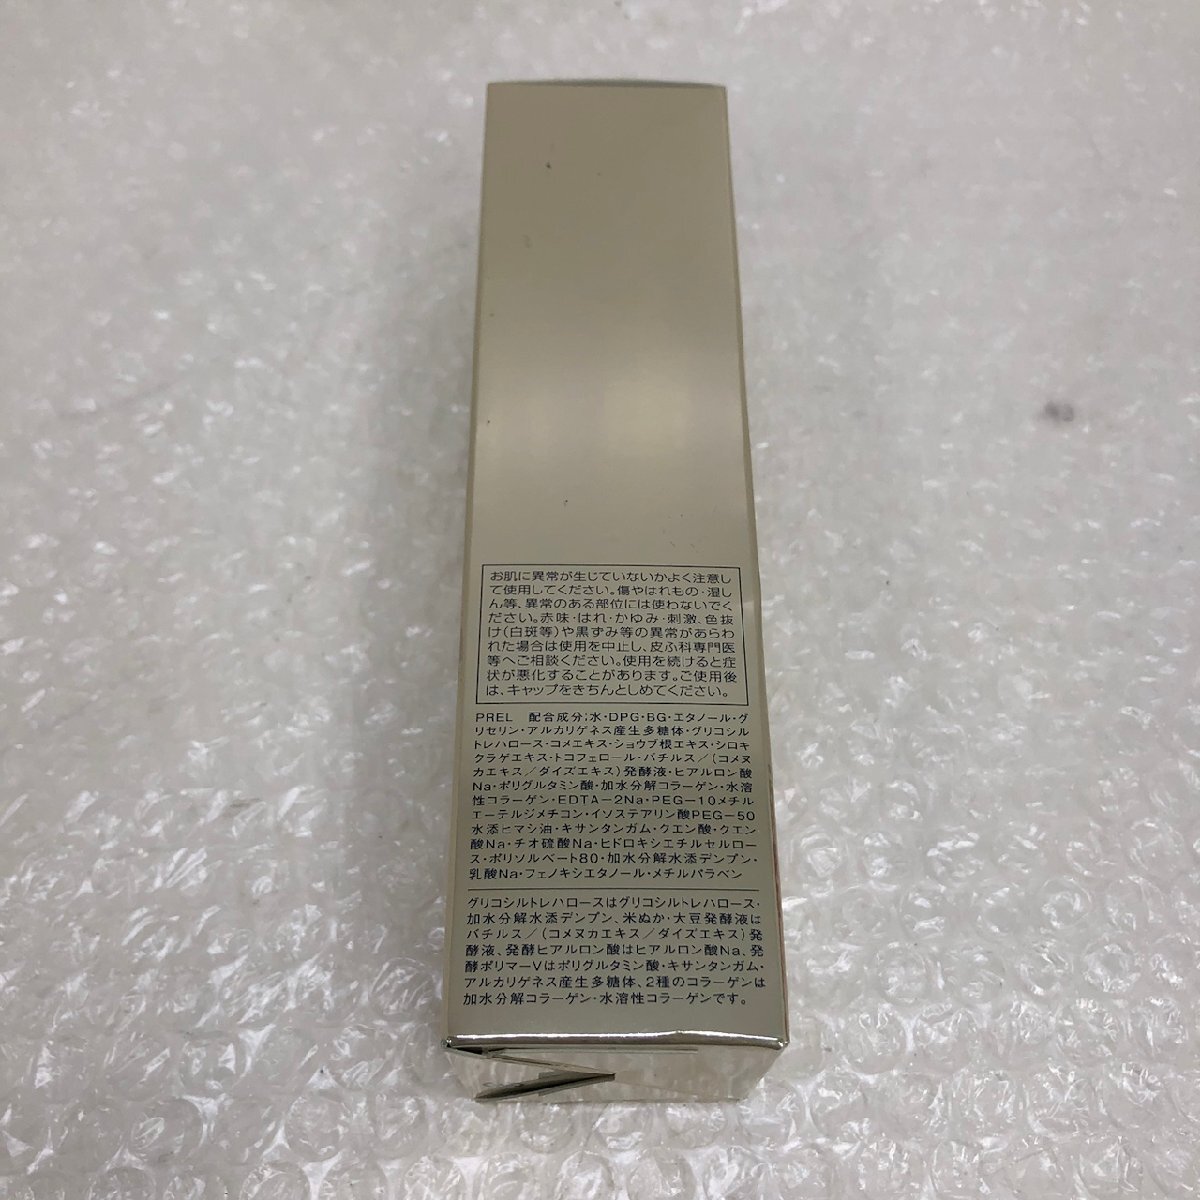 お肌に異常が生じていないかよく注意し
て使用してください。傷やはれもの・湿し
ん等、異常のある部位には使わないでく
ださい。赤味・はれ・かゆみ・刺激、色抜
け(白斑等)や黒ずみ等の異常があらわ
れた場合は使用を中止し、皮ふ科専門医
等へご相談ください。使用を続けると症
状が悪化することがあります。ご使用後
は、キャップをきちんとしめてください。
PREL 配合成分:水・DPG・BG・エタノール・グ
リセリン・アルカリゲネス産生多糖体・グリコシル
トレハロース・コメエキス・ショウブ根エキス・シロキ
クラゲエキス・トコフェロール・バチルス/(コメヌ
カエキス/ダイズエキス)発酵液・ヒアルロン酸
Na・ポリグルタミン酸・加水分解コラーゲン・水溶
性コラーゲン・EDTA-2Na・PEG-10メチル
エーテルジメチコン・イソステアリン酸PEG-50
水添ヒマシ油・キサンタンガム・クエン酸・クエン
酸Na・チオ硫酸Na・ヒドロキシエチルセルロー
ス・ポリソルベート80・加水分解水添デンプン・
乳酸Na・フェノキシエタノール・メチルパラベン
グリコシルトレハロースはグリコシルトレハロース・
加水分解水添デンプン、米ぬか・大豆発酵液は
バチルス/(コメヌカエキス/ダイズエキス)発
酵液、発酵ヒアルロン酸はヒアルロン酸Na、発
酵ポリマーVはポリグルタミン酸・キサンタンガム・
アルカリゲネス産生多糖体、2種のコラーゲンは
加水分解コラーゲン・水溶性コラーゲンです。